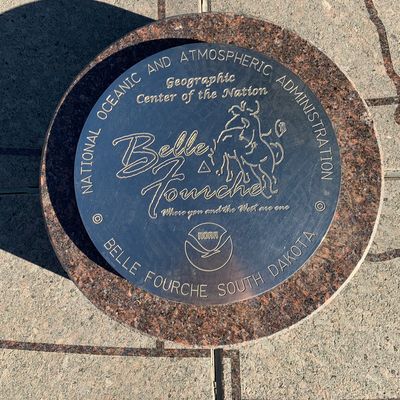 NATIONAL OCEANIC AND ATMOSPHERIC ADMINISTRATION
Geographic
Center of the Nation
Belle
Fourche
Where you and the West are one
NOAA
© ©
BELLE FOURCHE SOUTH DAKOTA